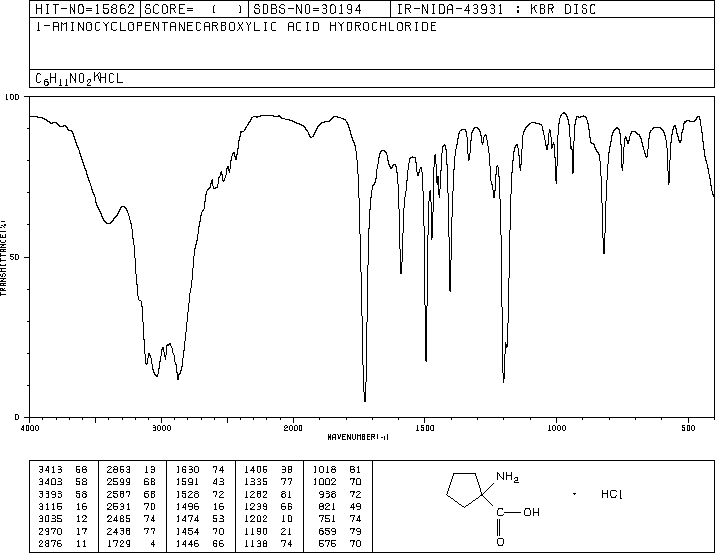 HIT-NO=15862 SCORE= ( ) SDBS-NO=30194 IR-NIDA-43931 : KBR DISC
1-AMINOCYCLOPENTANECARBOXYLIC ACID HYDROCHLORIDE
C6H11NO2·HCL
100
50
0
TRANSMITTANCE(%)
4000 3000 2000 1500 1000 500
WAVENUMBER(-1)
3413 58 2863 13 1630 74 1406 38 1018 81
3403 58 2599 68 1591 43 1335 77 1002 70
3393 58 2587 68 1528 72 1282 81 938 72
3115 16 2531 70 1496 16 1239 66 821 49
3035 12 2485 74 1474 53 1202 10 751 74
2970 17 2438 77 1454 70 1190 21 659 79
2876 11 1729 4 1446 66 1138 74 575 70
NH2
OH
C
O
· HCl